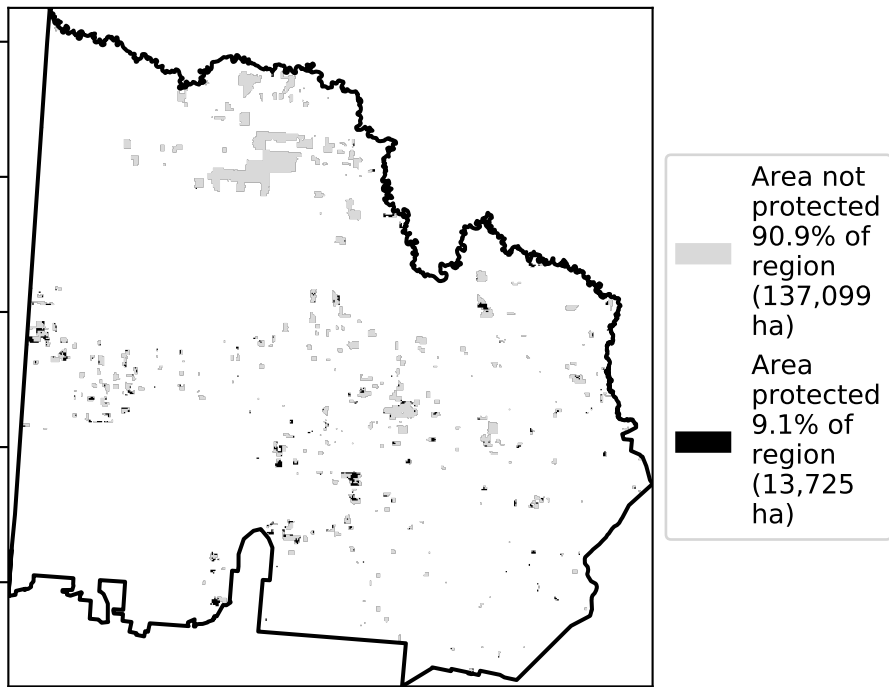 Area not
protected
90.9% of
region
(137,099
ha)
Area
protected
9.1% of
region
(13,725
ha)